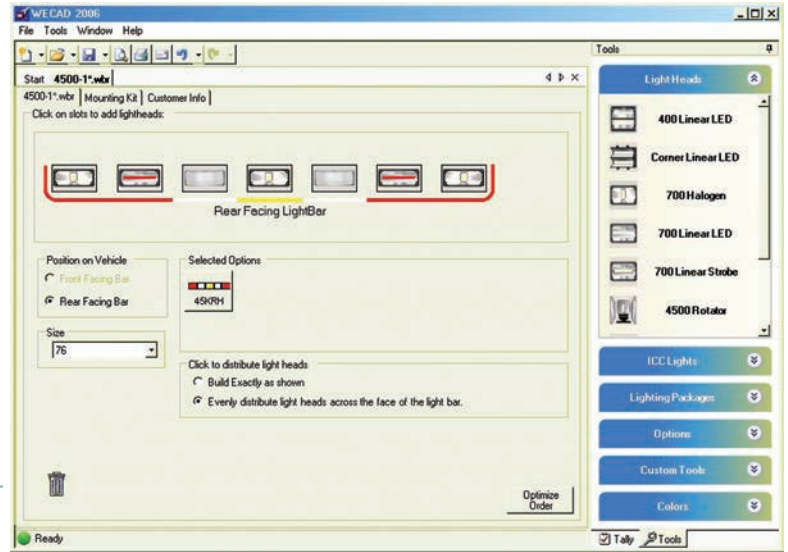 WECAD 2006
File Tools Window Help
Tools
Start 4500-1*.wbr
4500-1*.wbr Mounting Kit Customer Info
Click on slots to add lightheads:
Rear Facing LightBar
Position on Vehicle
Front Facing Bar
Rear Facing Bar
Size
76
Selected Options
45KRH
Click to distribute light heads
Build Exactly as shown
Evenly distribute light heads across the face of the light bar.
Optimize
Order
Ready
Light Heads
400 Linear LED
Corner Linear LED
700 Halogen
700 Linear LED
700 Linear Strobe
4500 Rotator
ICC Lights
Lighting Packages
Options
Custom Tools
Colors
Tally Tools